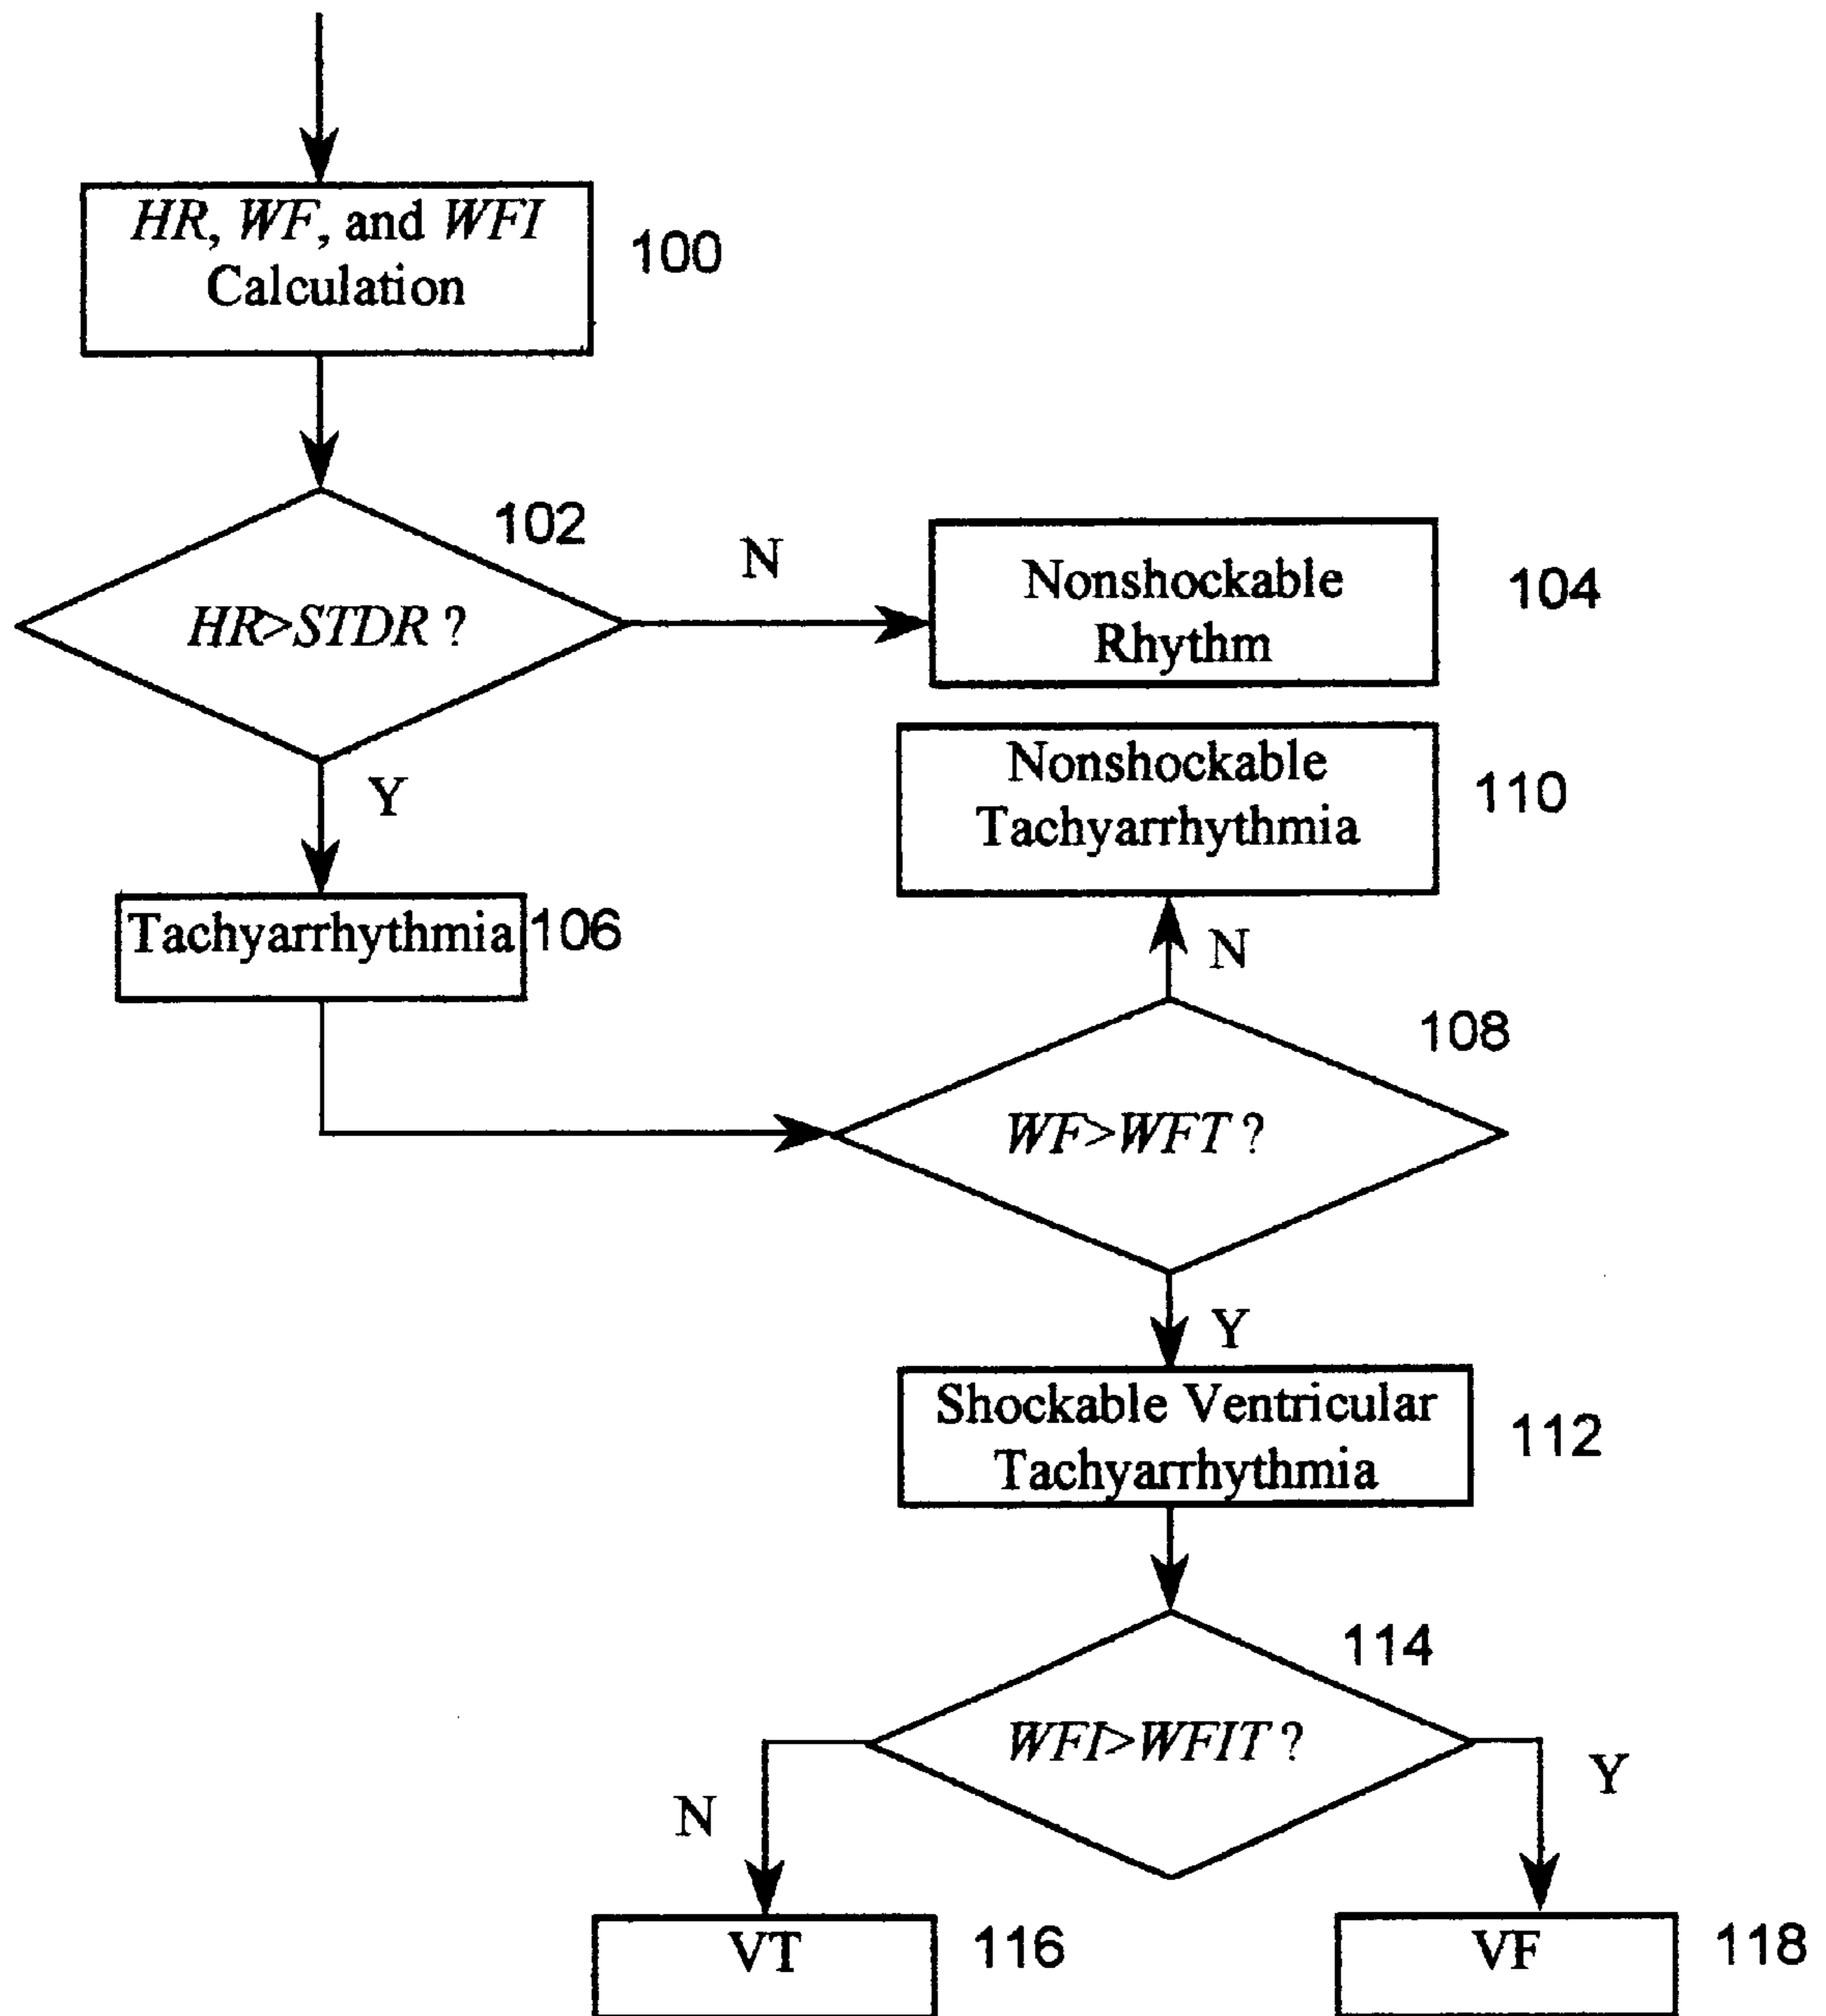 HR, WF, and WFI
Calculation
100
102
HR>STDR ?
N
Nonshockable
Rhythm
104
Y
Nonshockable
Tachyarrhythmia
110
Tachyarrhythmia
106
N
108
WF>WFT ?
Y
Shockable Ventricular
Tachyarrhythmia
112
114
WFI>WFIT ?
N
Y
VT
116
VF
118